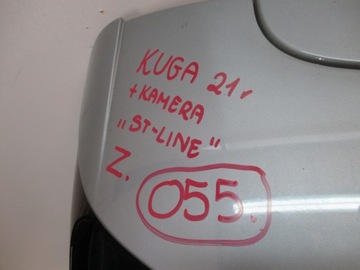 KUGA 21r
+KAMERA
„ST-LINE”
Z.
055.